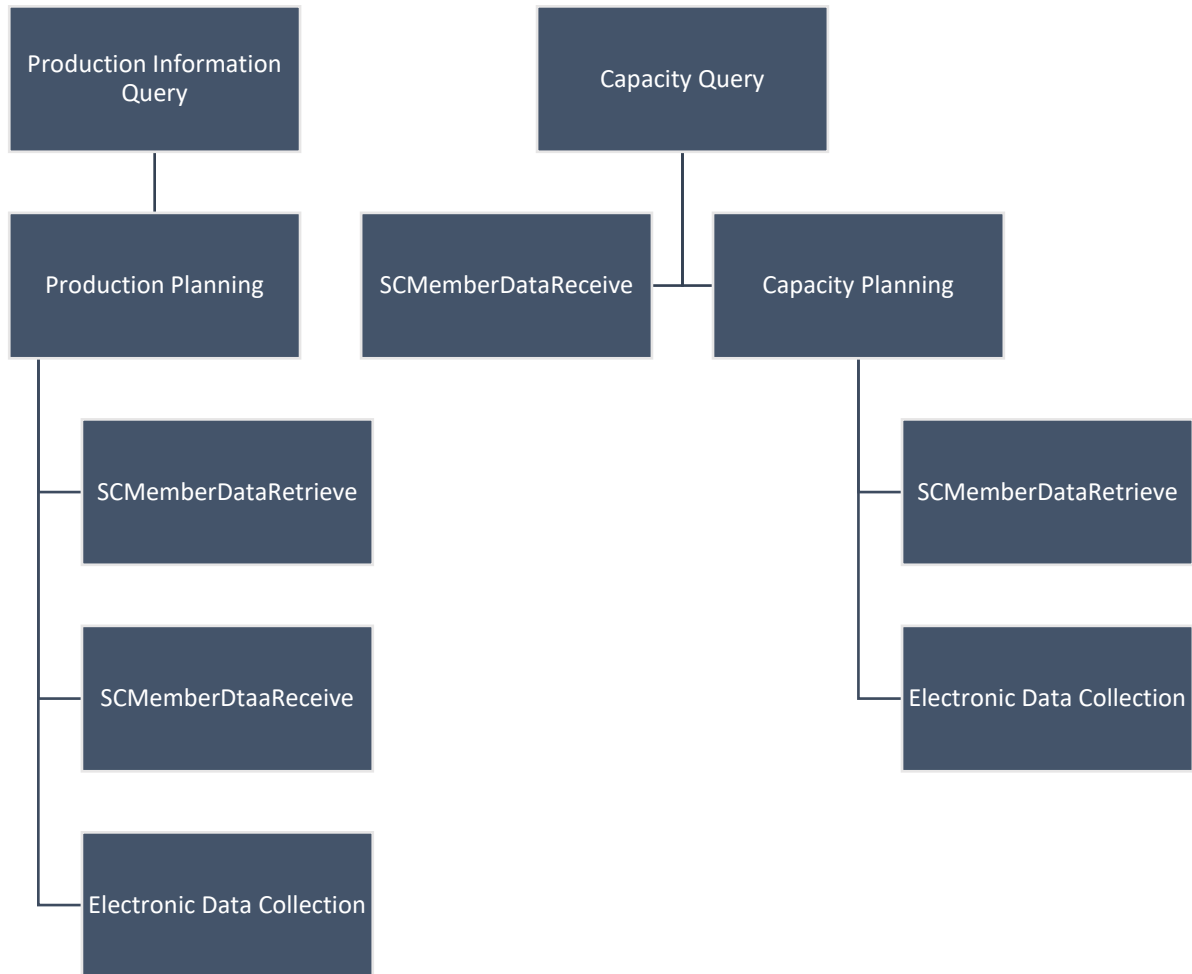 Production Information
Query
Capacity Query
Production Planning
SCMemberDataReceive
Capacity Planning
SCMemberDataRetrieve
SCMemberDataRetrieve
SCMemberDtaaReceive
Electronic Data Collection
Electronic Data Collection